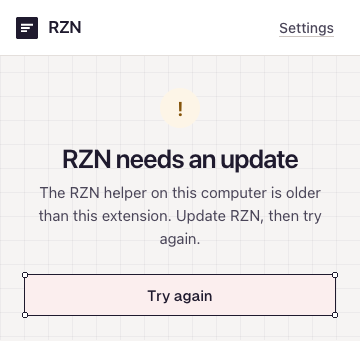 RZN
Settings
!
RZN needs an update
The RZN helper on this computer is older
than this extension. Update RZN, then try
again.
Try again